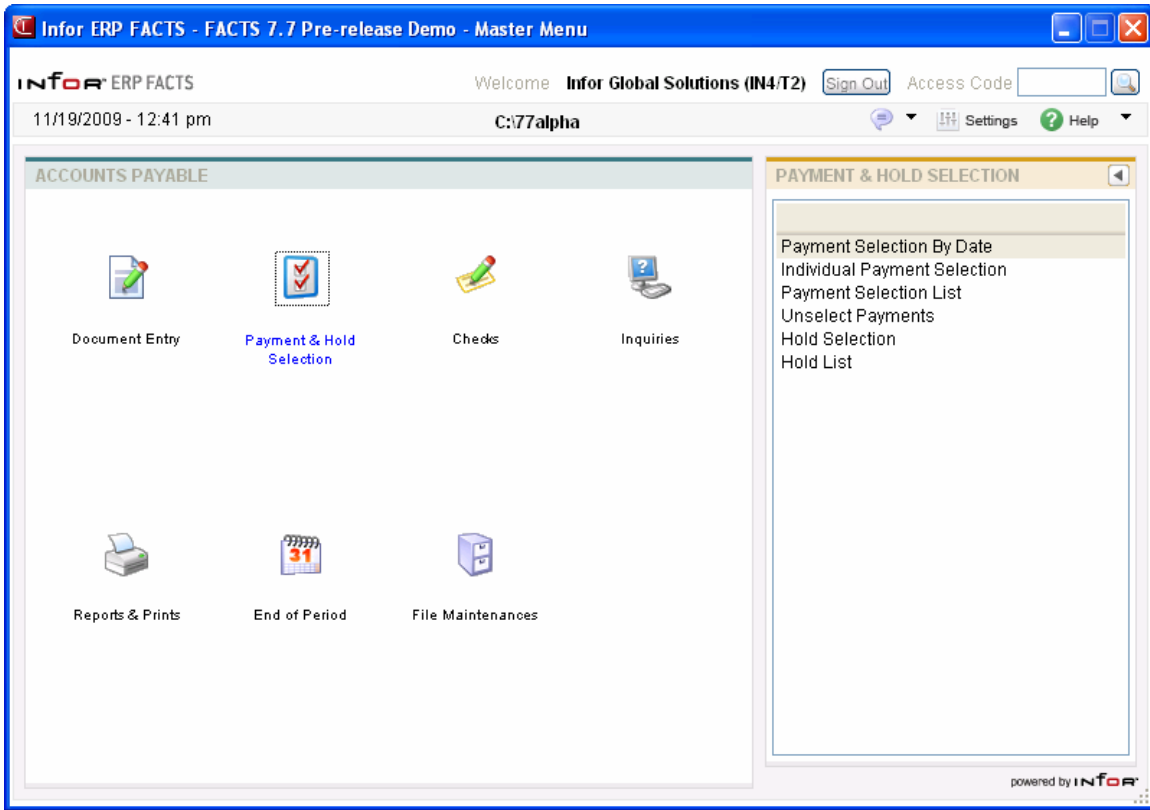 Infor ERP FACTS - FACTS 7.7 Pre-release Demo - Master Menu
infor ERP FACTS Welcome Infor Global Solutions (IN4/T2) Sign Out Access Code
11/19/2009 - 12:41 pm C:\77alpha Settings Help
ACCOUNTS PAYABLE
Document Entry
Payment & Hold
Selection
Checks
Inquiries
Reports & Prints
31
End of Period
File Maintenances
PAYMENT & HOLD SELECTION
Payment Selection By Date
Individual Payment Selection
Payment Selection List
Unselect Payments
Hold Selection
Hold List
powered by infor